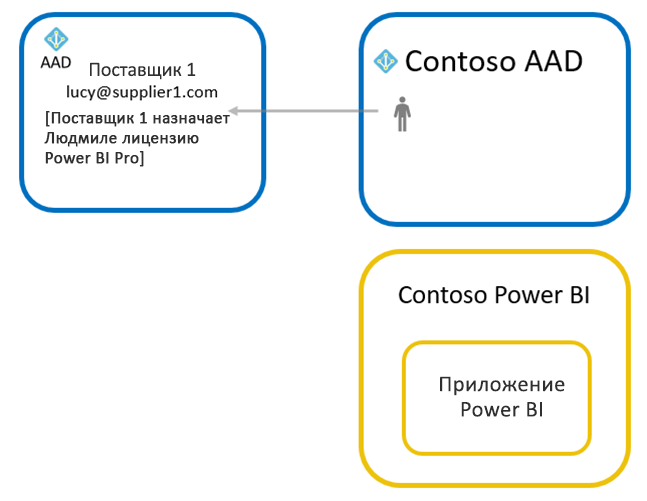 AAD
Поставщик 1
lucy@supplier1.com
[Поставщик 1 назначает
Людмиле лицензию
Power BI Pro]
Contoso AAD
Contoso Power BI
Приложение
Power BI